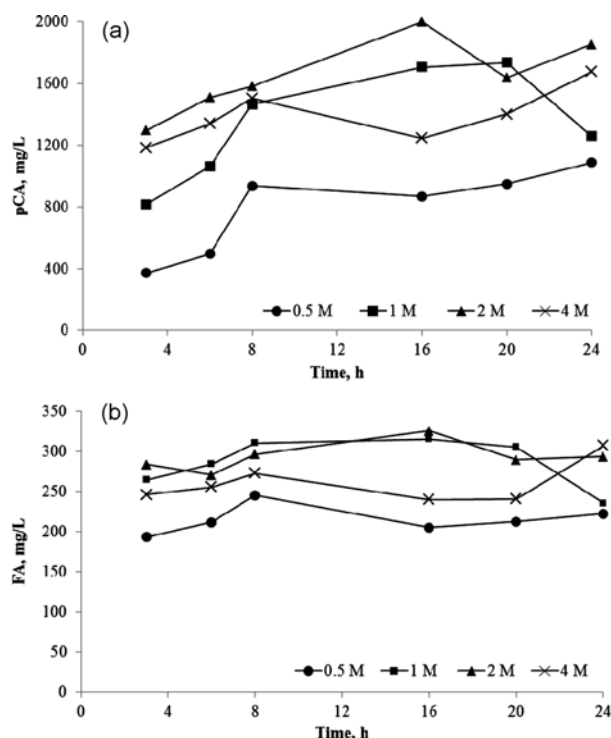 (a)
2000
1600
1200
800
400
0
pCA, mg/L
0.5 M 1 M 2 M 4 M
0 4 8 12 16 20 24
Time, h
(b)
350
300
250
200
150
100
50
0
FA, mg/L
0.5 M 1 M 2 M 4 M
0 4 8 12 16 20 24
Time, h